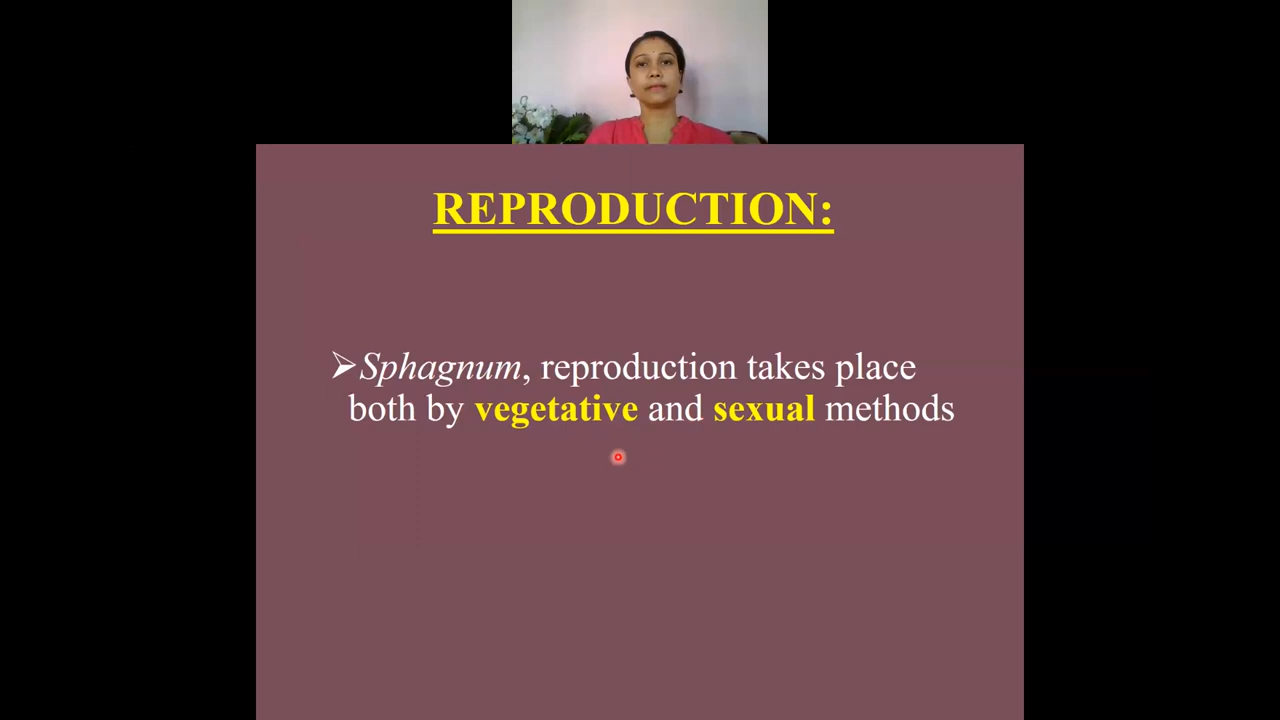 REPRODUCTION:
➢Sphagnum, reproduction takes place
both by vegetative and sexual methods